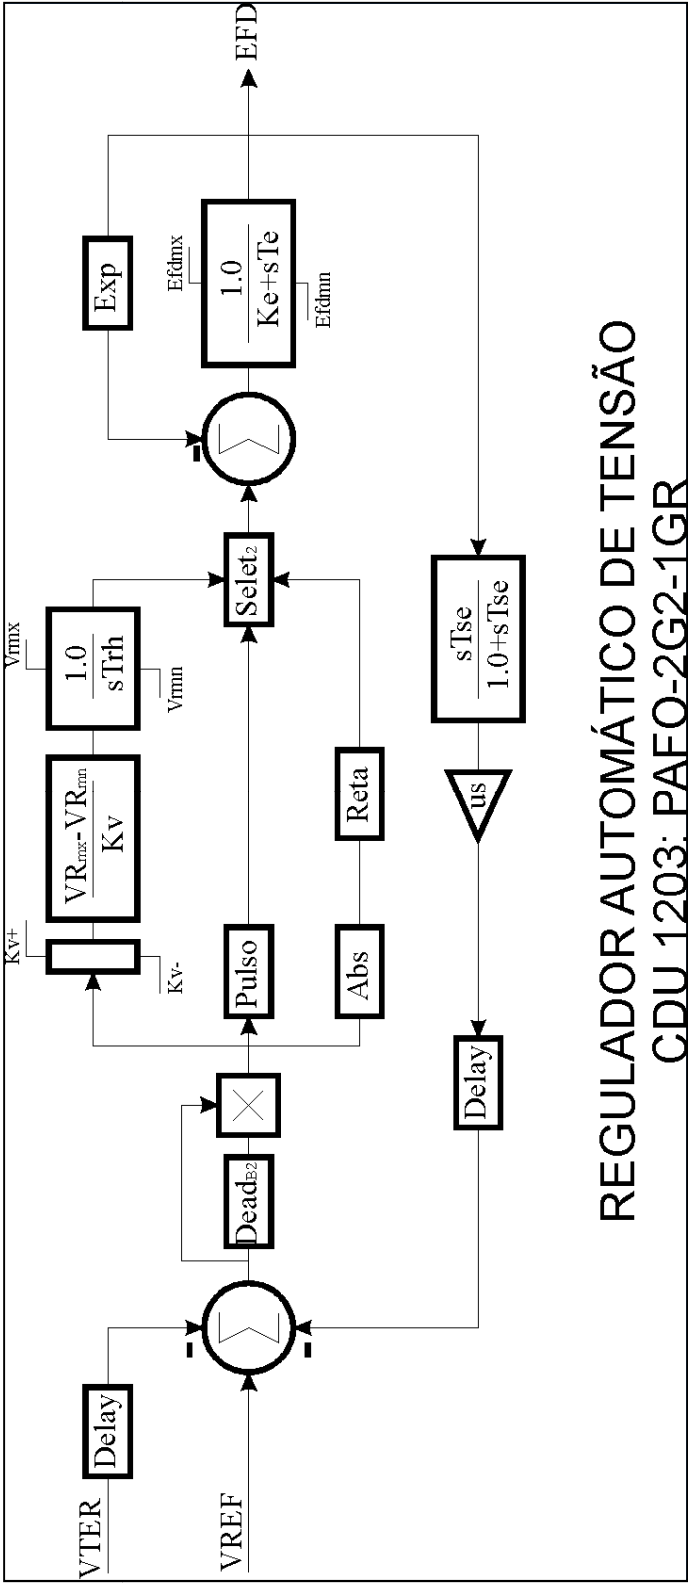 VTER
Delay
VREF
Σ
Dead_B2
×
Kv+
Kv-
VRmx-VRmn
Kv
Vrmx
1.0
sTrh
Vrmn
Pulso
Abs
Reta
Selet2
Σ
Exp
Efdmx
1.0
Ke+sTe
Efdmn
EFD
sTse
1.0+sTse
us
Delay
REGULADOR AUTOMÁTICO DE TENSÃO
CDU 1203: PAFO-2G2-1GR